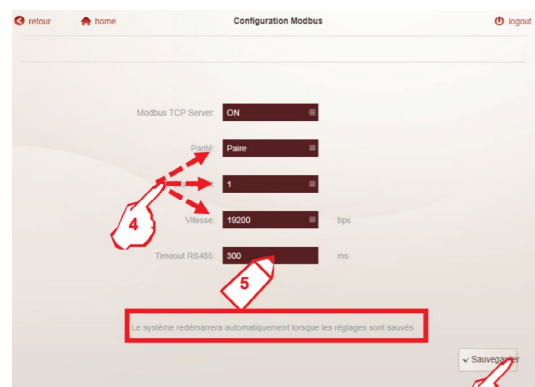 retour home Configuration Modbus logout
Modbus TCP Server: ON
Parité: Paire
1
Vitesse: 19200 bps
4
Timeout RS485: 300 ms
5
Le système redémarrera automatiquement lorsque les réglages sont sauvés
Sauvegarder